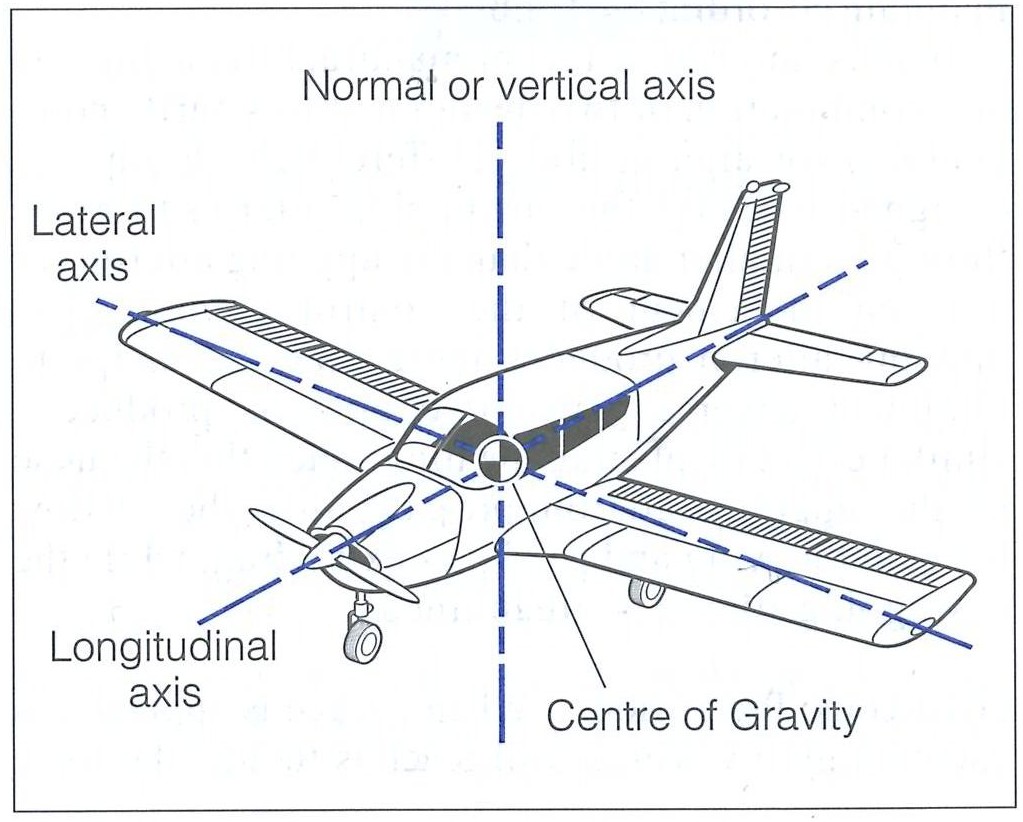 Normal or vertical axis
Lateral
axis
Longitudinal
axis
Centre of Gravity